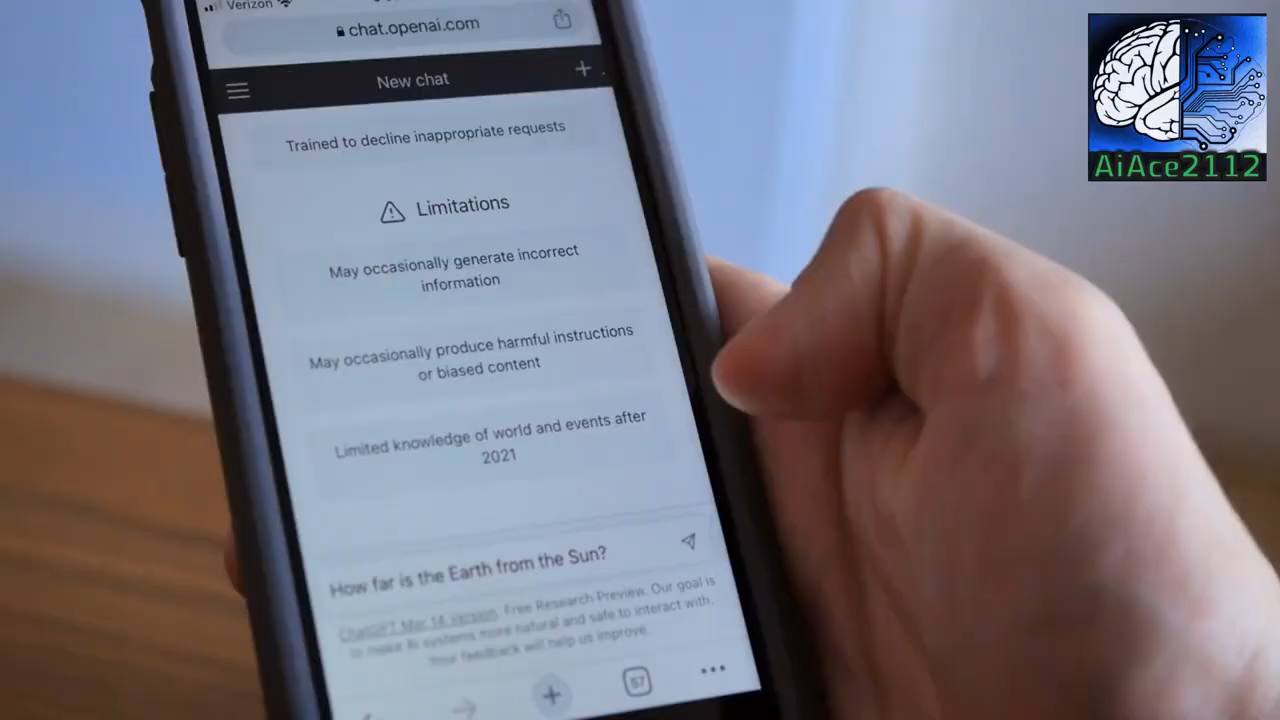 Verizon
chat.openai.com
New chat
Trained to decline inappropriate requests
Limitations
May occasionally generate incorrect
information
May occasionally produce harmful instructions
or biased content
Limited knowledge of world and events after
2021
How far is the Earth from the Sun?
ChatGPT Mar 14 Version. Free Research Preview. Our goal is
to make AI systems more natural and safe to interact with.
Your feedback will help us improve.
57
AiAce2112